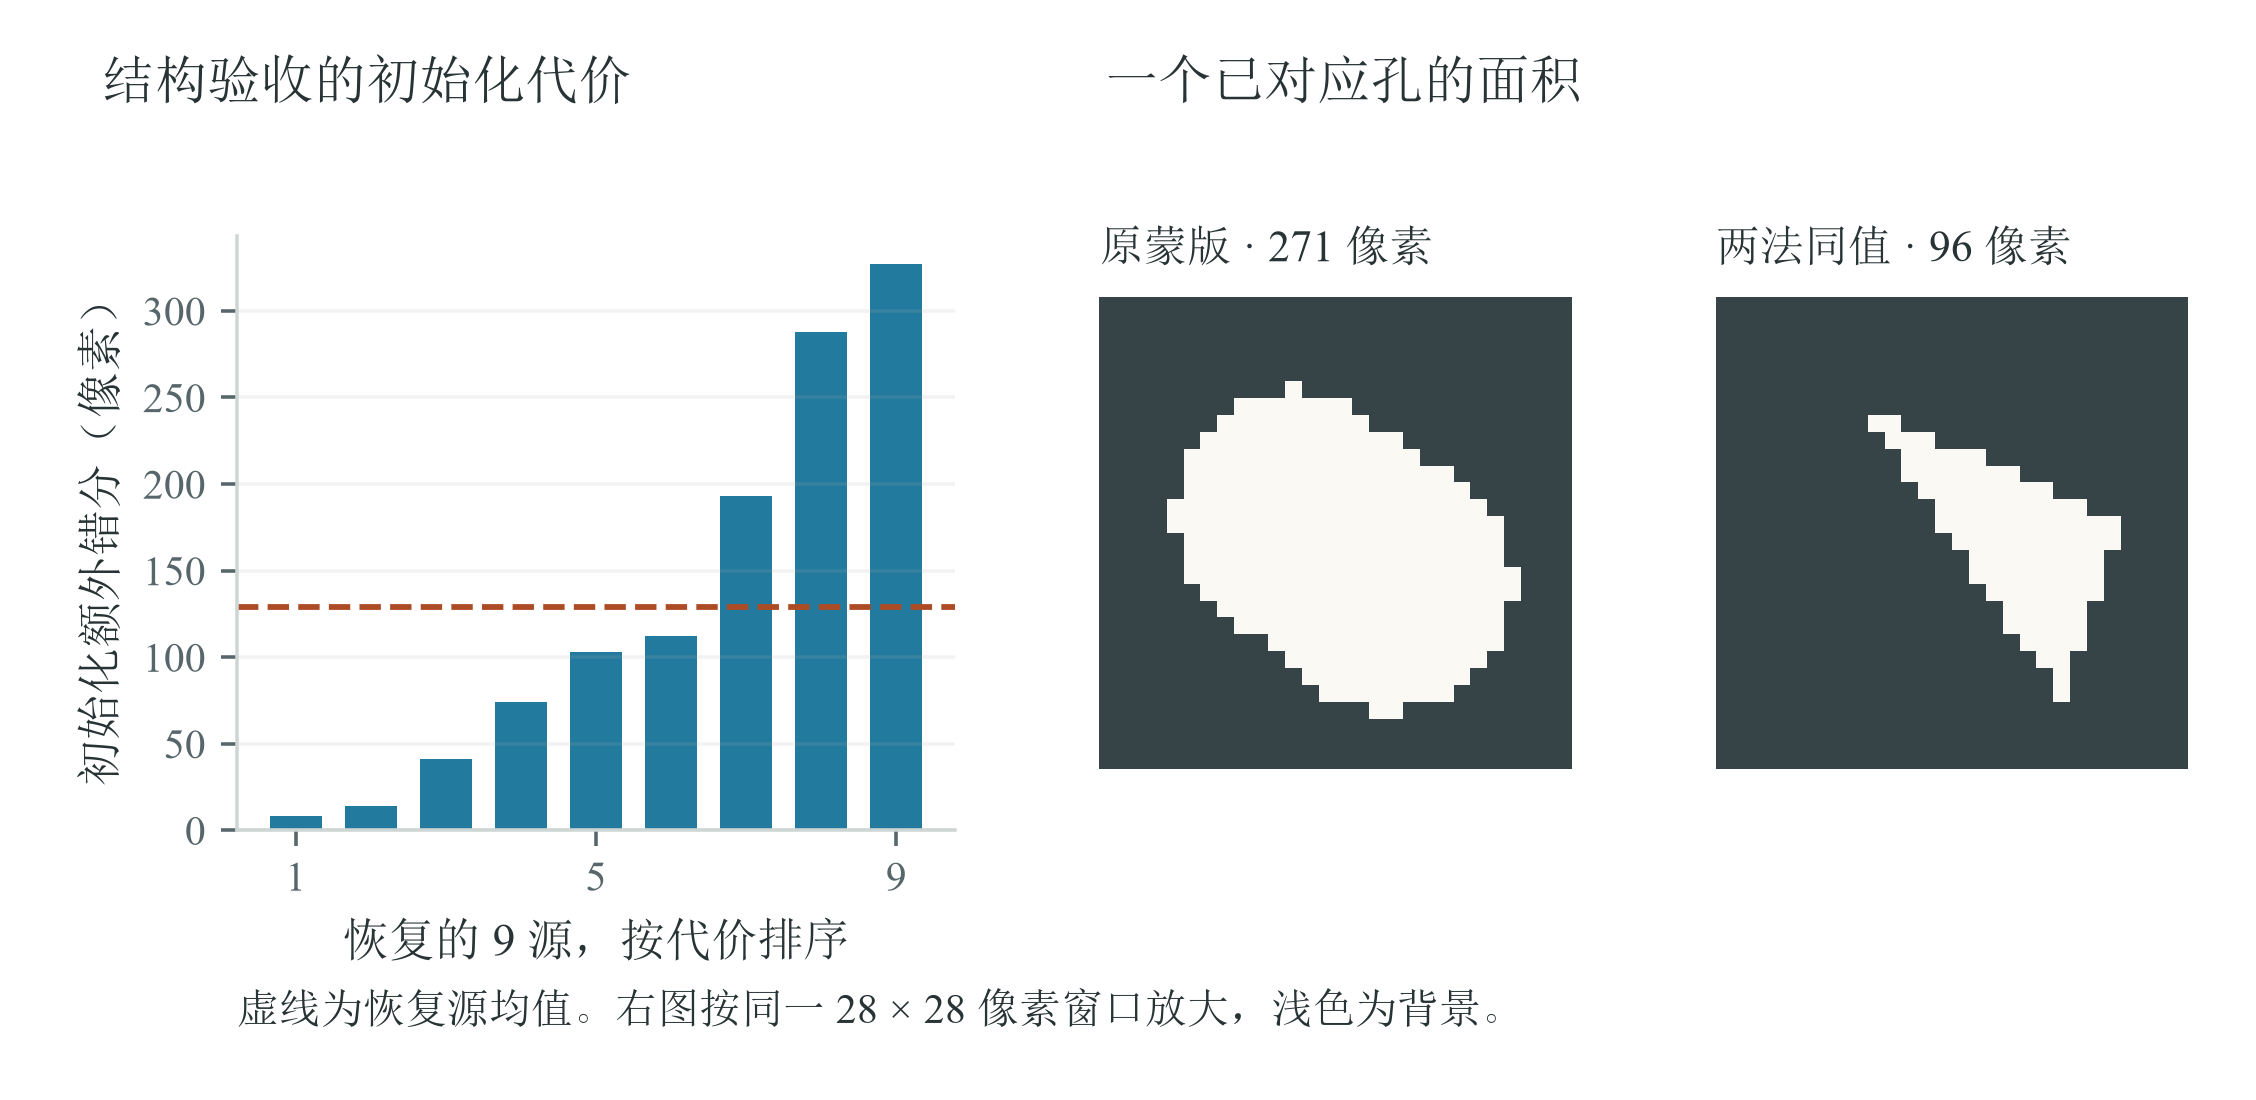 结构验收的初始化代价
一个已对应孔的面积
初始化额外错分（像素）
300
250
200
150
100
50
0
1
5
9
恢复的 9 源，按代价排序
原蒙版 · 271 像素
两法同值 · 96 像素
虚线为恢复源均值。右图按同一 28 × 28 像素窗口放大，浅色为背景。